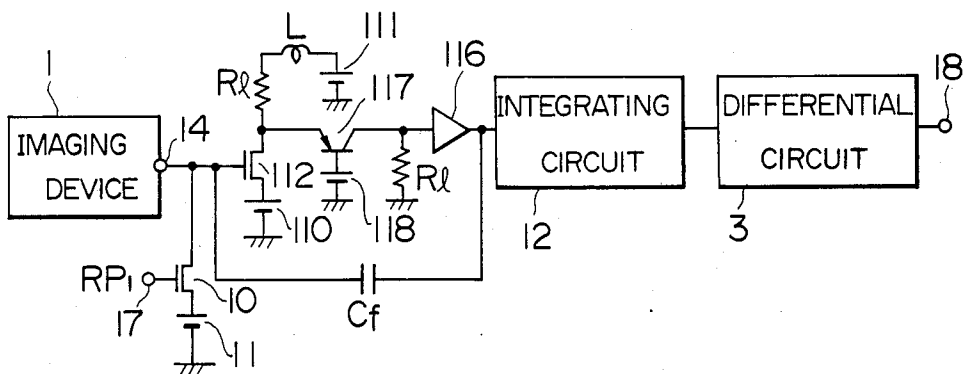 1
IMAGING
DEVICE
14
Rℓ
L
111
117
112
110
118
Rℓ
116
INTEGRATING
CIRCUIT
12
DIFFERENTIAL
CIRCUIT
3
18
RP1
17
10
11
Cf